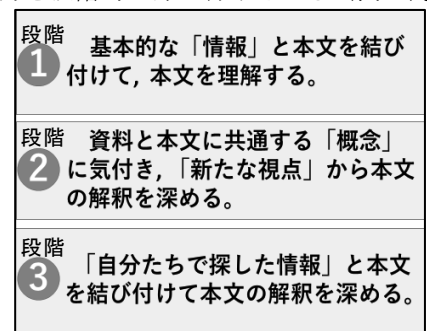 段階
1 基本的な「情報」と本文を結び
付けて，本文を理解する。
段階
2 資料と本文に共通する「概念」
に気付き，「新たな視点」から本文
の解釈を深める。
段階
3 「自分たちで探した情報」と本文
を結び付けて本文の解釈を深める。